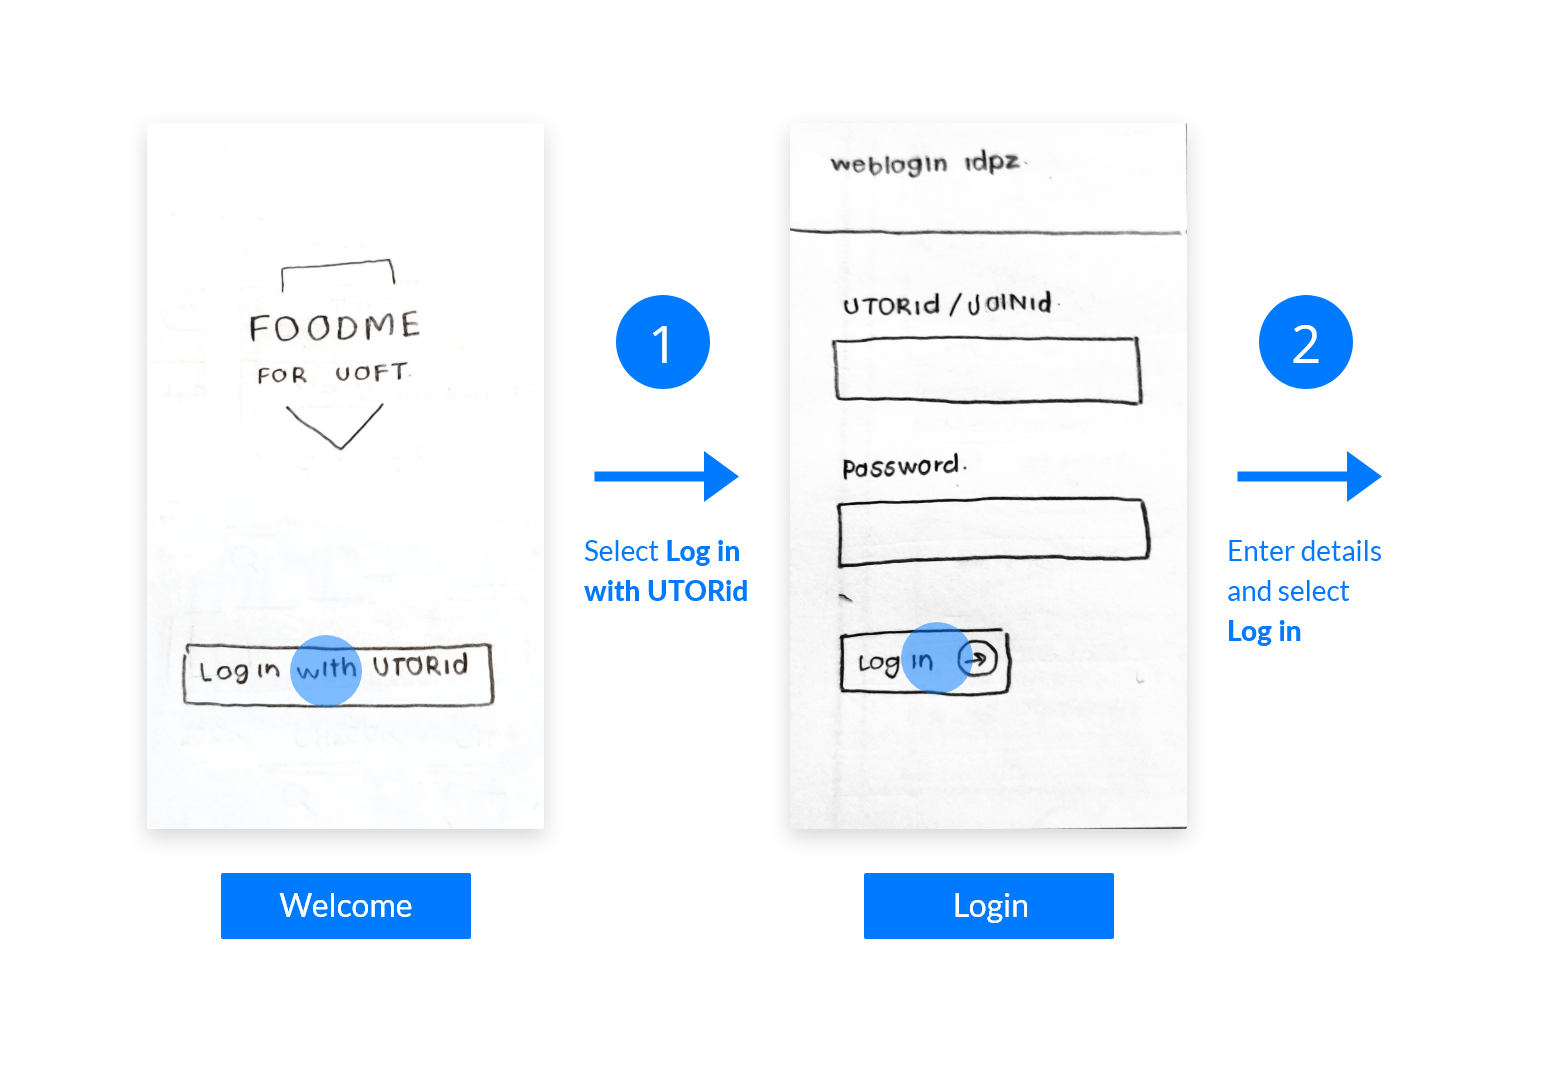 FOODME
FOR UOFT.
Log in with UTORid
Welcome
1
Select Log in
with UTORid
weblogin idpz.
UTORid / JOINid.
Password.
Log in
Login
2
Enter details
and select
Log in